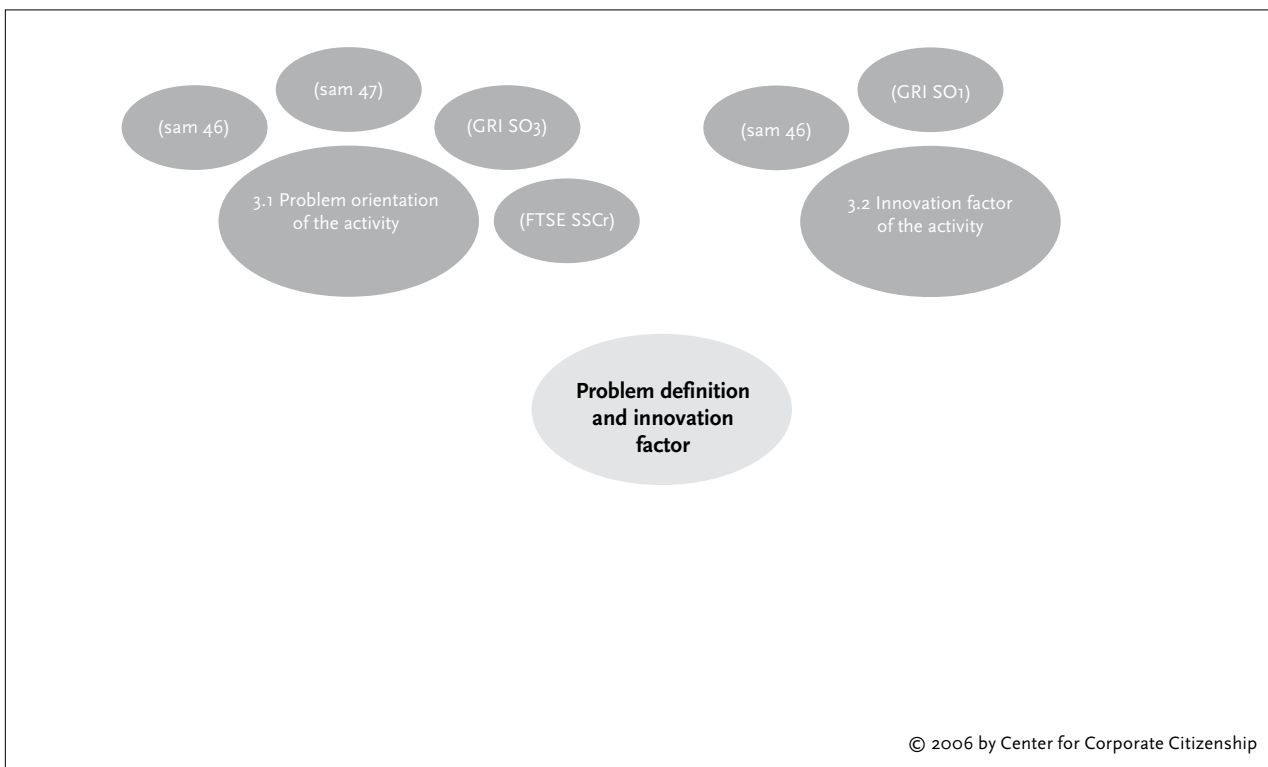 (sam 47)
(sam 46)
(GRI SO3)
3.1 Problem orientation
of the activity
(FTSE SSCr)
(GRI SO1)
(sam 46)
3.2 Innovation factor
of the activity
Problem definition
and innovation
factor
© 2006 by Center for Corporate Citizenship